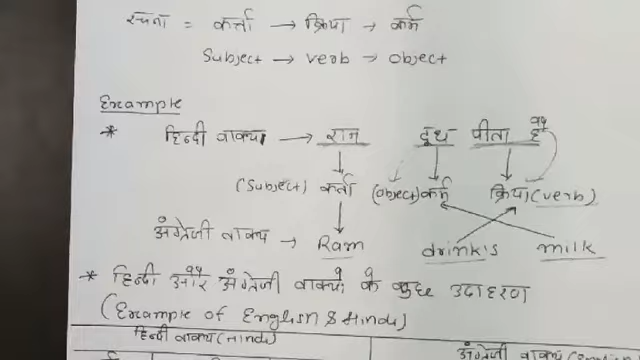 रचना = कर्त्ता → क्रिया → कर्म
Subject → verb → object
Example
* हिन्दी वाक्य → राम दूध पीता है
(Subject) कर्त्ता (object) कर्म क्रिया (verb)
अंग्रेजी वाक्य → Ram drink's milk
* हिन्दी और अंग्रेजी वाक्यों के कुछ उदाहरण
(Example of English & Hindi)
हिन्दी वाक्य (Hindi)
अंग्रेजी वाक्य